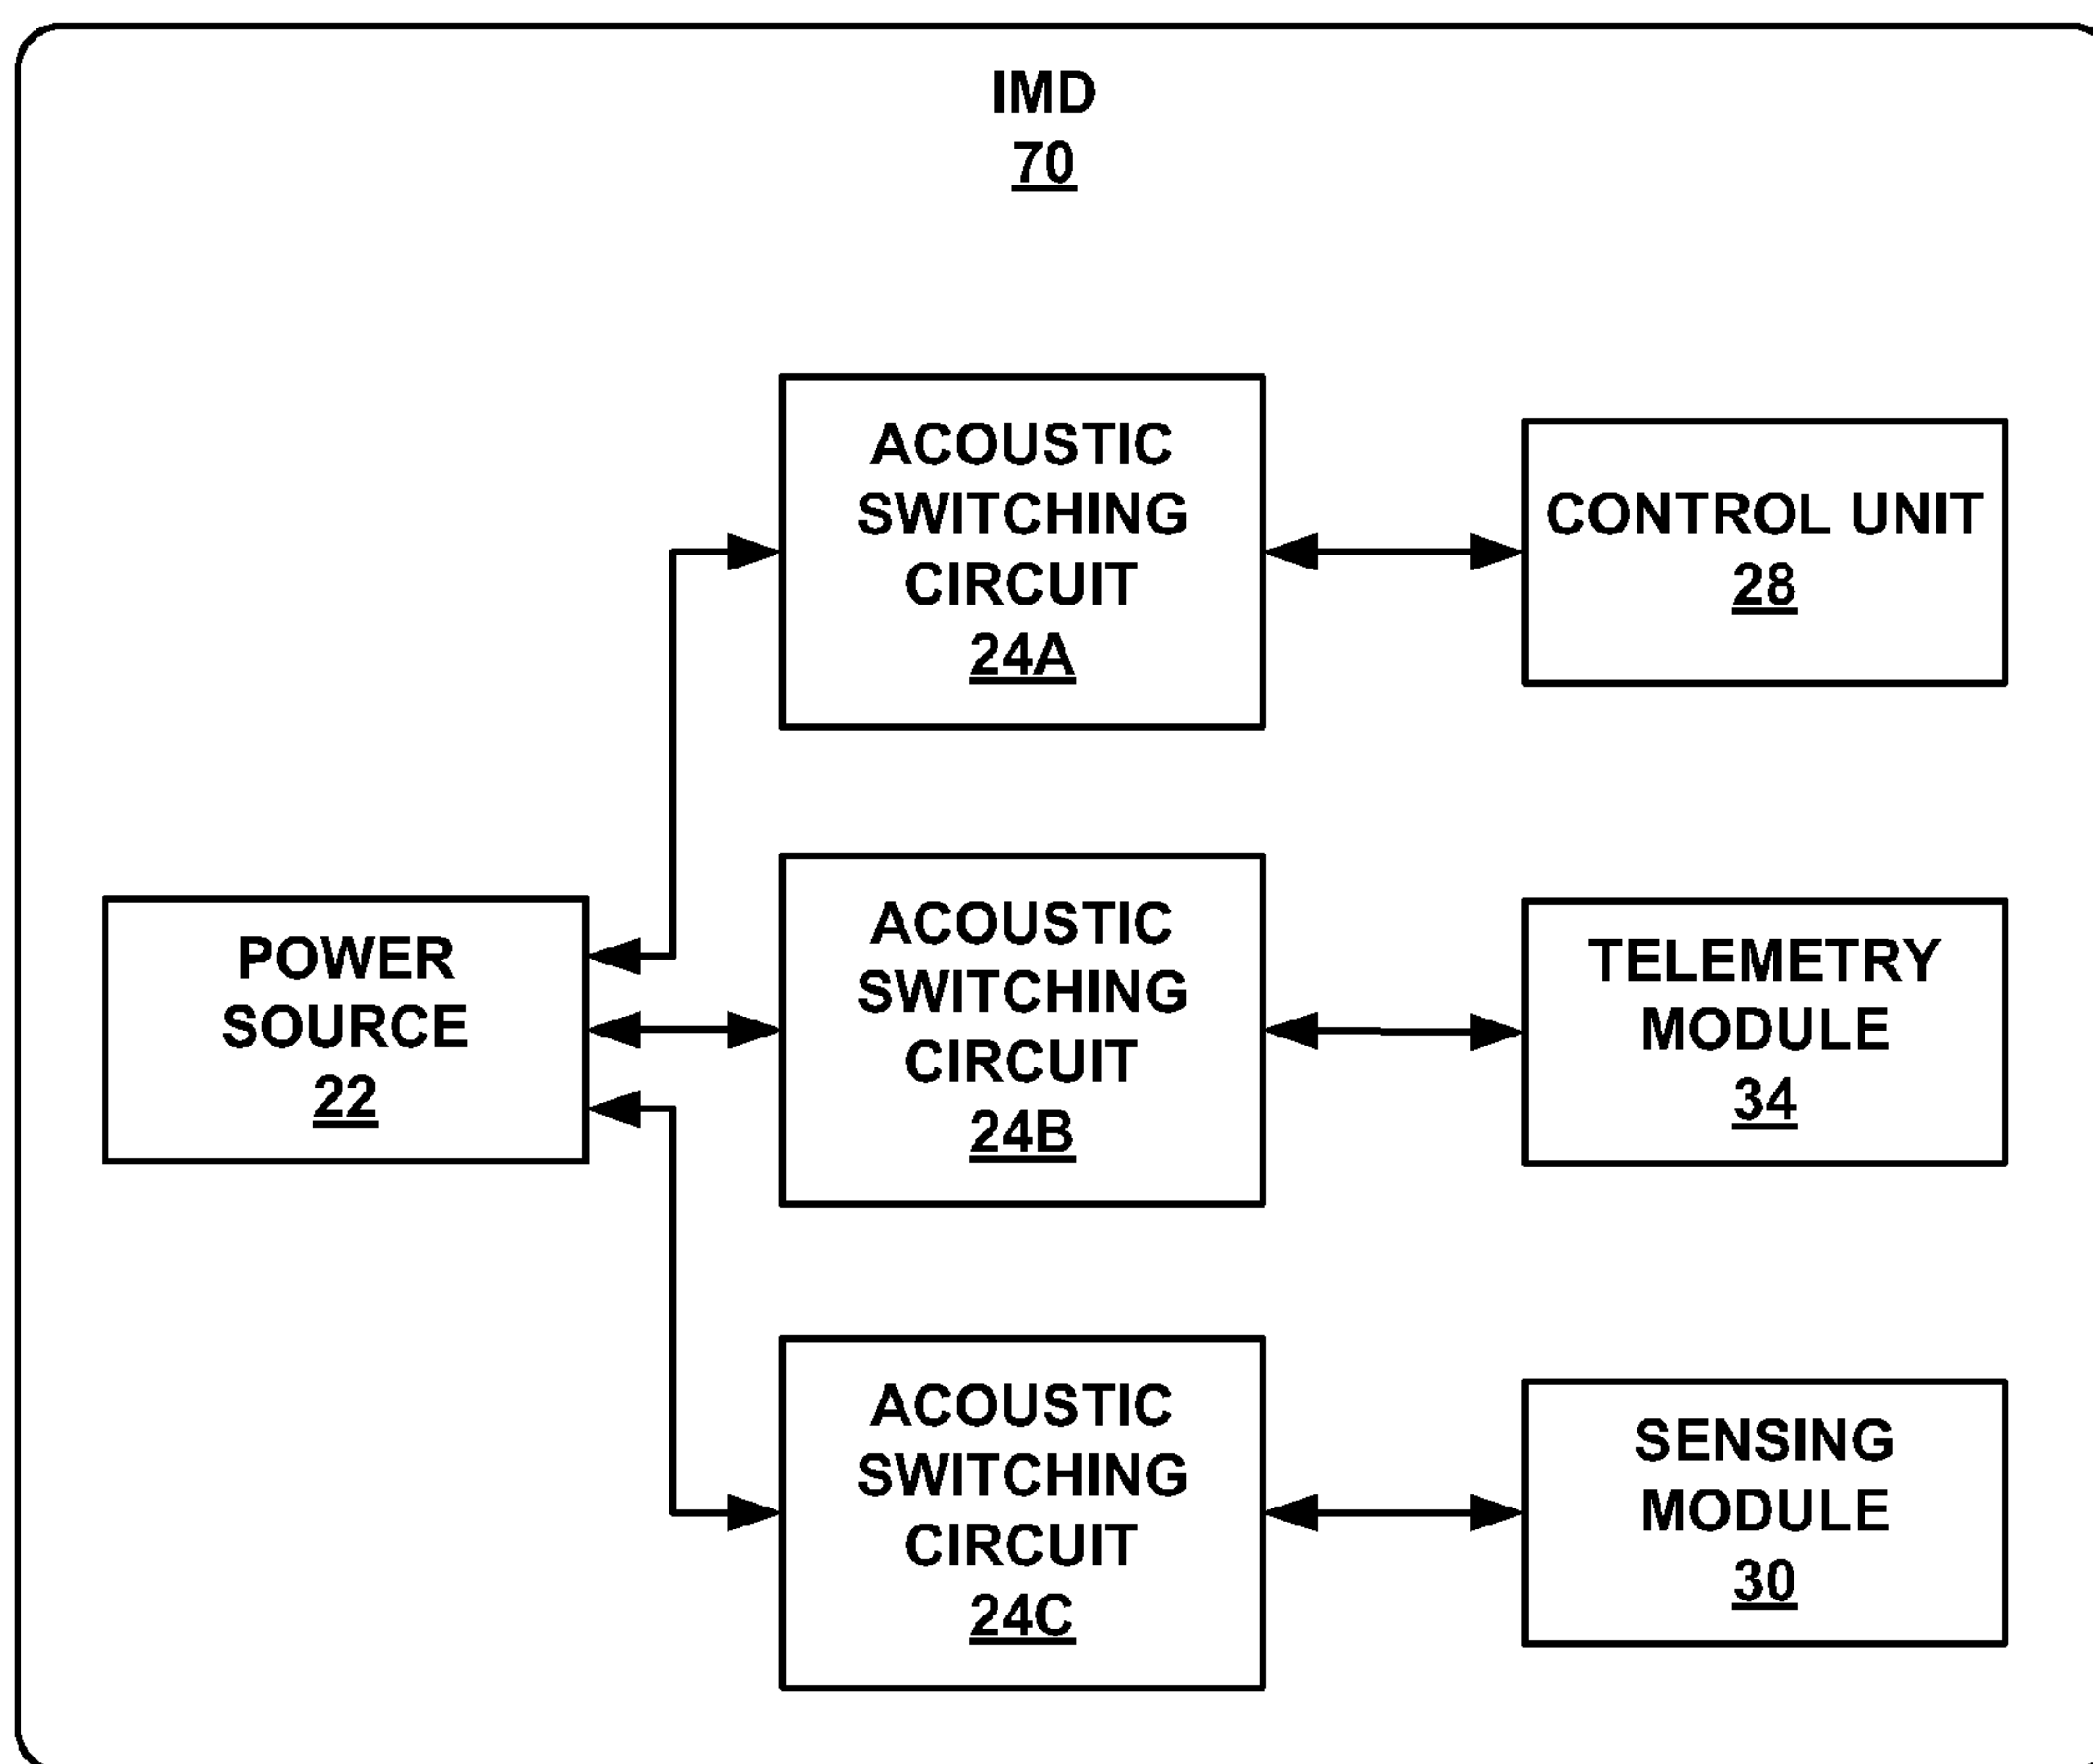 IMD
70
ACOUSTIC
SWITCHING
CIRCUIT
24A
CONTROL UNIT
28
POWER
SOURCE
22
ACOUSTIC
SWITCHING
CIRCUIT
24B
TELEMETRY
MODULE
34
ACOUSTIC
SWITCHING
CIRCUIT
24C
SENSING
MODULE
30